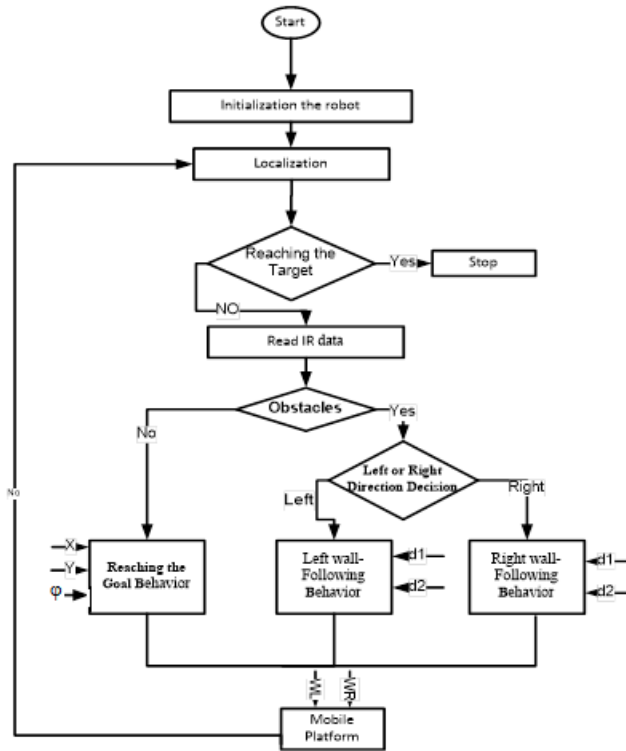 Start
Initialization the robot
Localization
Reaching the
Target
Yes
Stop
NO
Read IR data
Obstacles
No
Yes
Left or Right
Direction Decision
Left
Right
No
X
Y
φ
Reaching the
Goal Behavior
Left wall-
Following
Behavior
d1
d2
Right wall-
Following
Behavior
d1
d2
WL
WR
Mobile
Platform